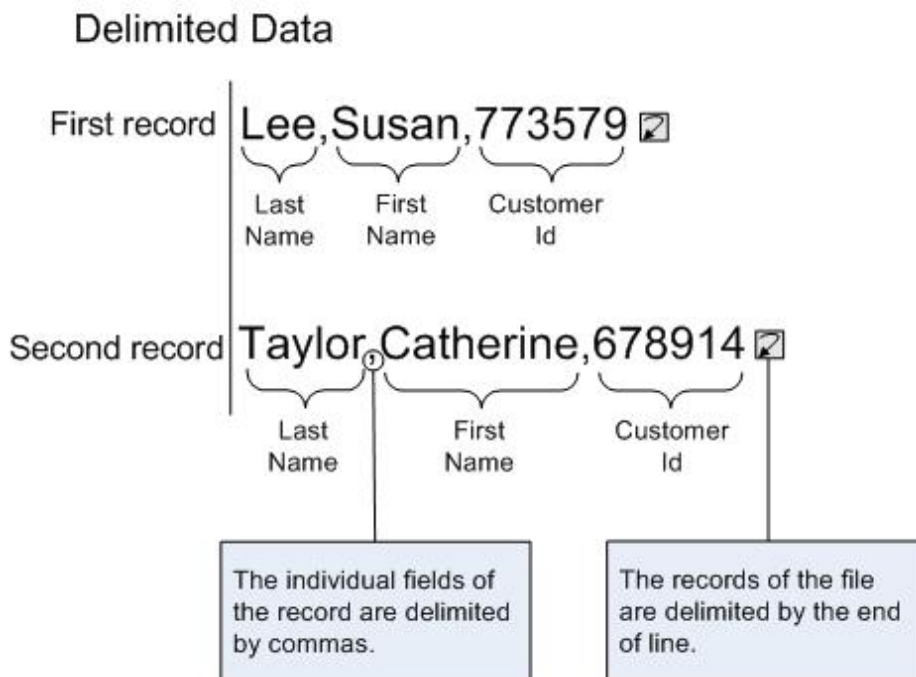 Delimited Data
First record Lee,Susan,773579
Last Name First Name Customer Id
Second record Taylor,Catherine,678914
Last Name First Name Customer Id
The individual fields of
the record are delimited
by commas.
The records of the file
are delimited by the end
of line.